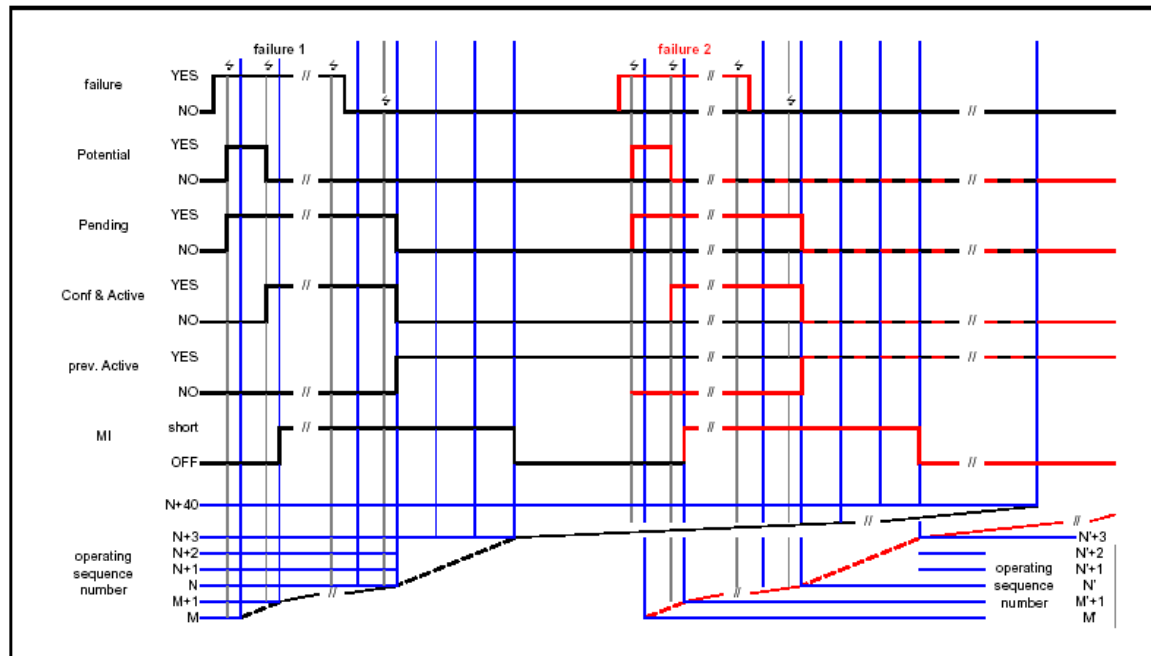 failure 1
failure 2
failure
YES
NO
//
//
//
Potential
YES
NO
//
//
//
Pending
YES
NO
//
//
//
//
//
Conf & Active
YES
NO
//
//
//
//
//
prev. Active
YES
NO
//
//
//
//
//
MI
short
OFF
//
//
//
N+40
N+3
N+2
N+1
N
M+1
M
operating
sequence
number
//
//
//
//
operating
sequence
number
N'+3
N'+2
N'+1
N'
M'+1
M'